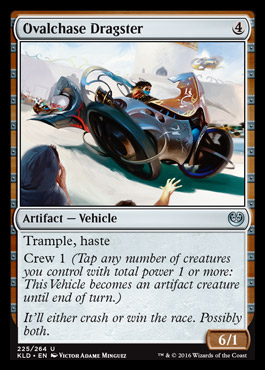 Ovalchase Dragster 4
Artifact — Vehicle
Trample, haste
Crew 1 (Tap any number of creatures
you control with total power 1 or more:
This Vehicle becomes an artifact creature
until end of turn.)
It'll either crash or win the race. Possibly
both.
6/1
225/264 U
KLD • EN Victor Adame Minguez
™ & © 2016 Wizards of the Coast